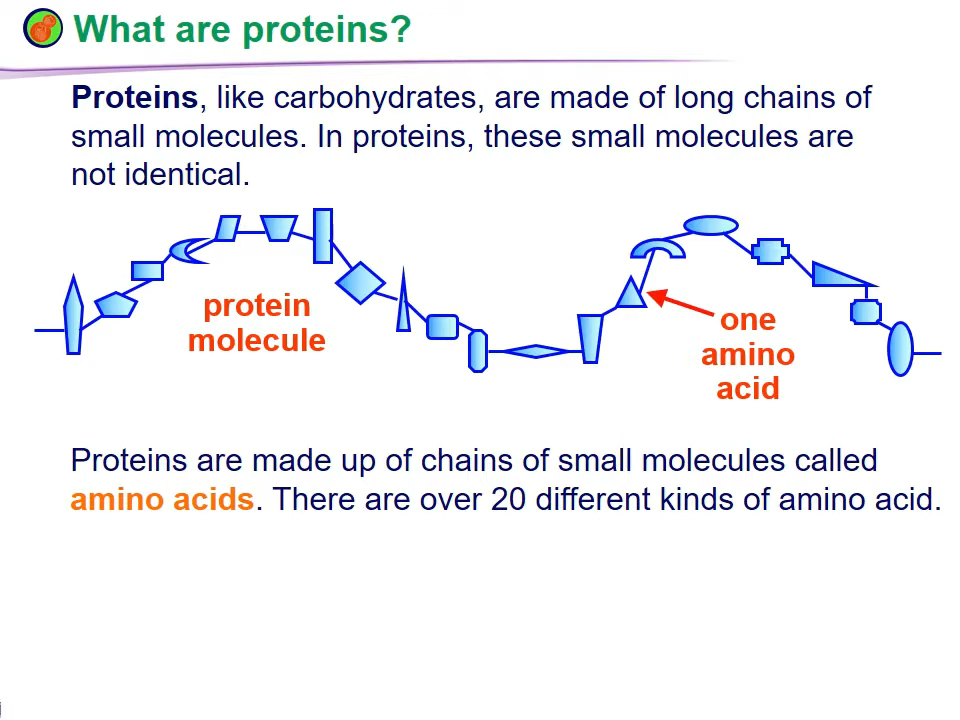 What are proteins?
Proteins, like carbohydrates, are made of long chains of
small molecules. In proteins, these small molecules are
not identical.
protein
molecule
one
amino
acid
Proteins are made up of chains of small molecules called
amino acids. There are over 20 different kinds of amino acid.